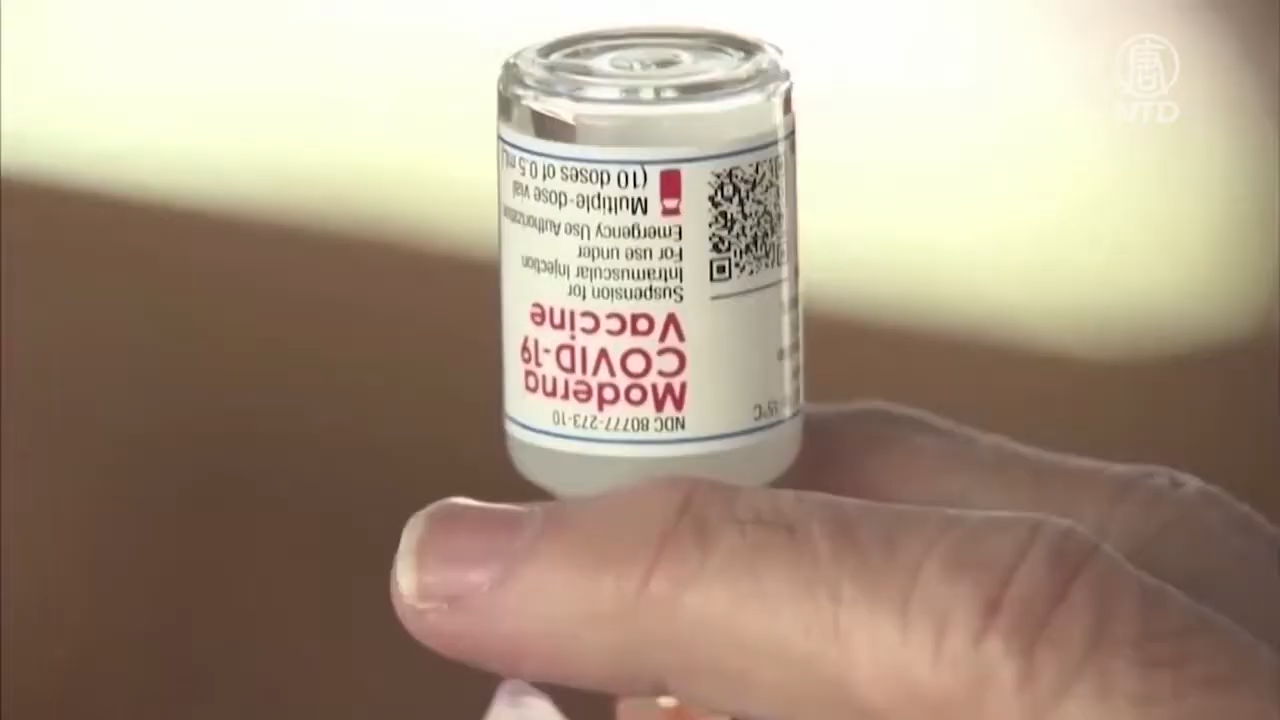 唐
NTD
NDC 80777-273-10
Moderna
COVID-19
Vaccine
Suspension for
Intramuscular Injection
For use under
Emergency Use
Multiple-dose vial
(10 doses of 0.5 mL)